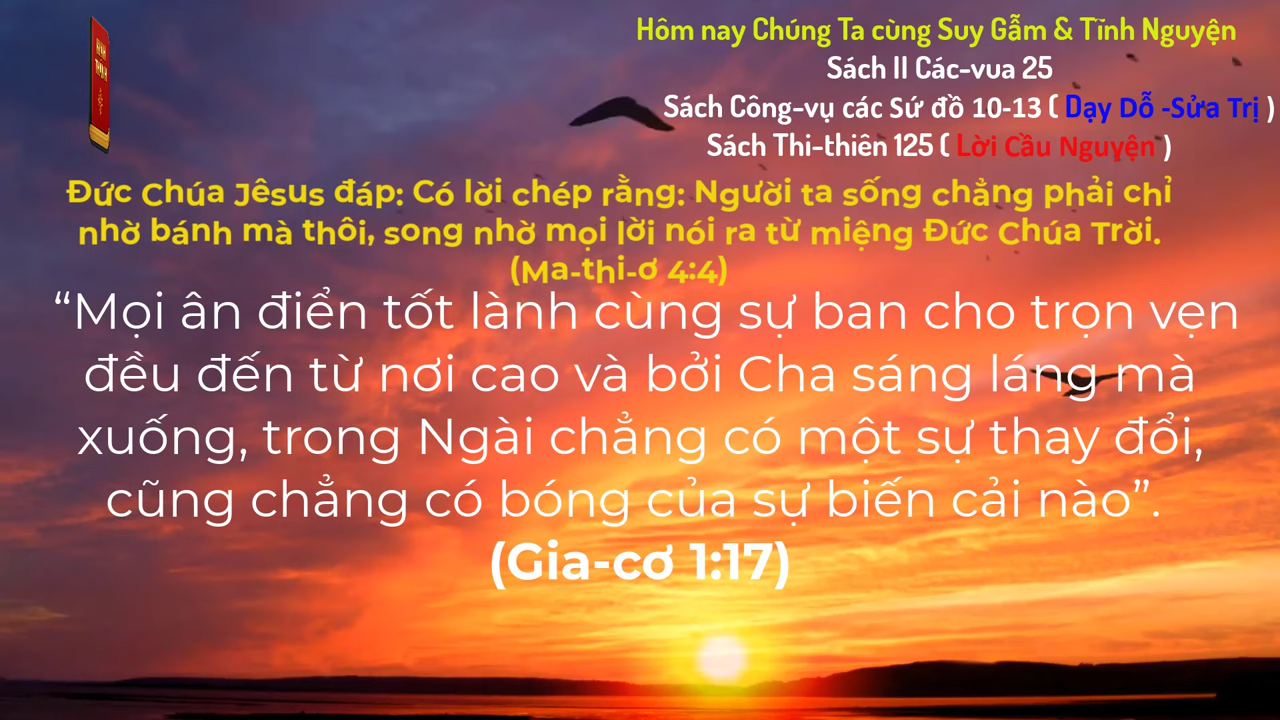 KINH
THÁNH
Hôm nay Chúng Ta cùng Suy Gẫm & Tĩnh Nguyện
Sách II Các-vua 25
Sách Công-vụ các Sứ đồ 10-13 ( Dạy Dỗ -Sửa Trị )
Sách Thi-thiên 125 ( Lời Cầu Nguyện )
Đức Chúa Jêsus đáp: Có lời chép rằng: Người ta sống chẳng phải chỉ
nhờ bánh mà thôi, song nhờ mọi lời nói ra từ miệng Đức Chúa Trời.
(Ma-thi-ơ 4:4)
“Mọi ân điển tốt lành cùng sự ban cho trọn vẹn
đều đến từ nơi cao và bởi Cha sáng láng mà
xuống, trong Ngài chẳng có một sự thay đổi,
cũng chẳng có bóng của sự biến cải nào”.
(Gia-cơ 1:17)